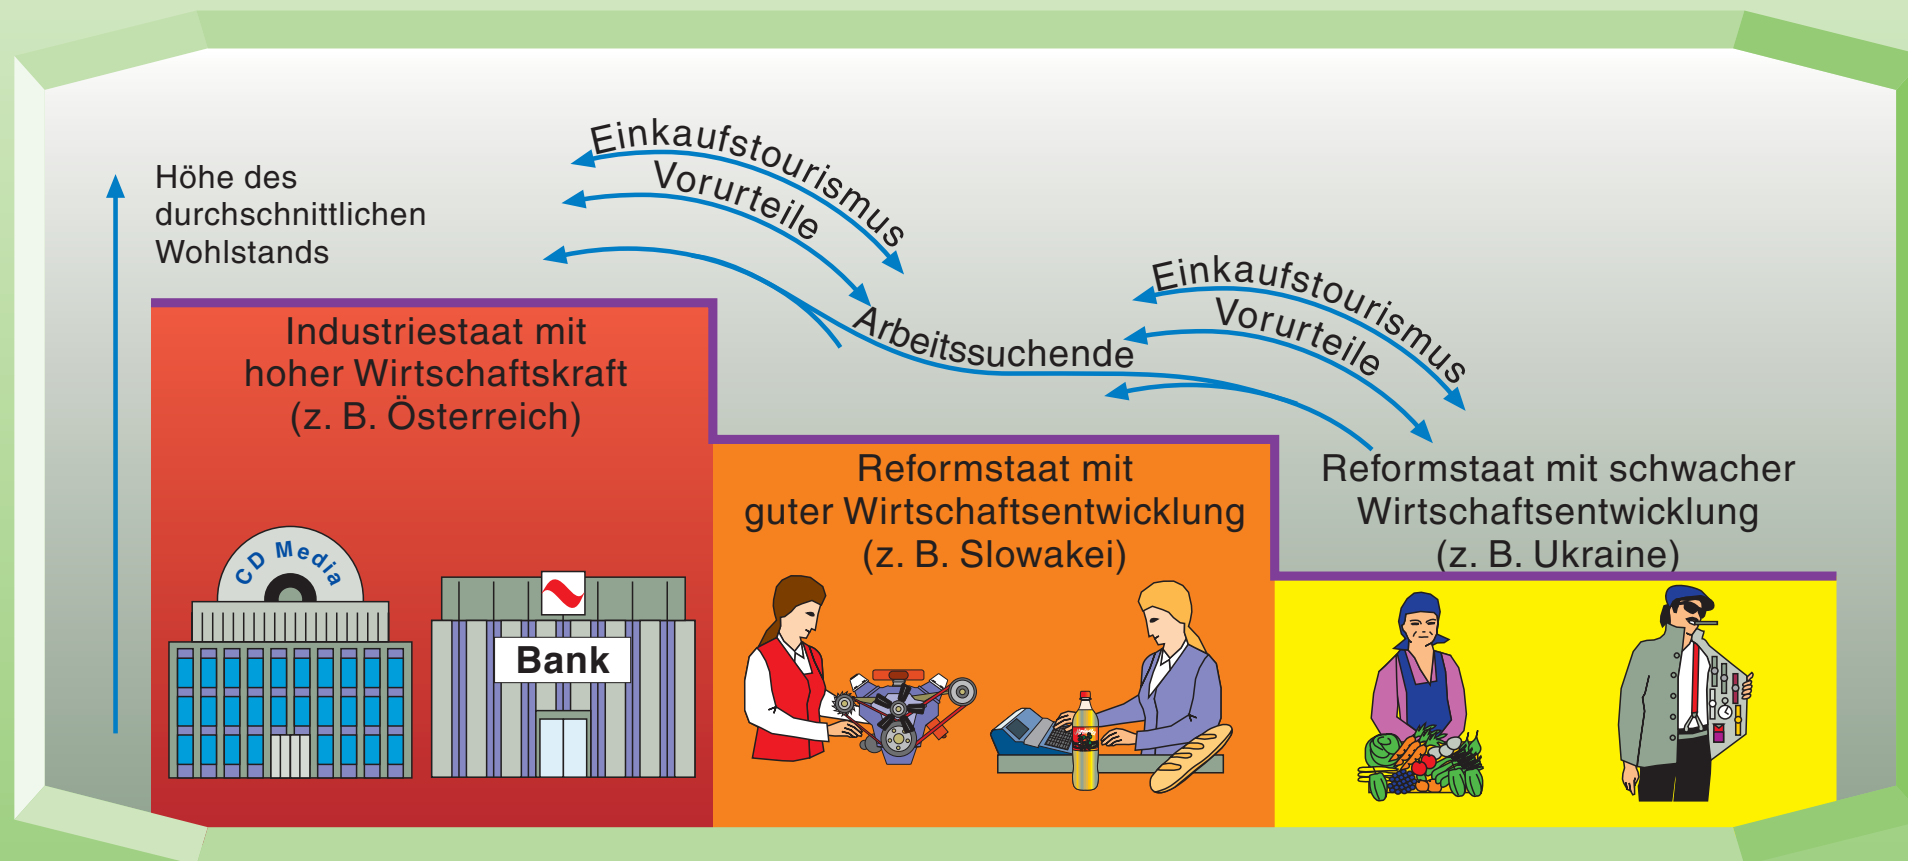 Einkaufstourismus
Vorurteile
Höhe des
durchschnittlichen
Wohlstands
Einkaufstourismus
Vorurteile
Arbeitssuchende
Industriestaat mit
hoher Wirtschaftskraft
(z. B. Österreich)
Reformstaat mit
guter Wirtschaftsentwicklung
(z. B. Slowakei)
Reformstaat mit schwacher
Wirtschaftsentwicklung
(z. B. Ukraine)
CD Media
Bank